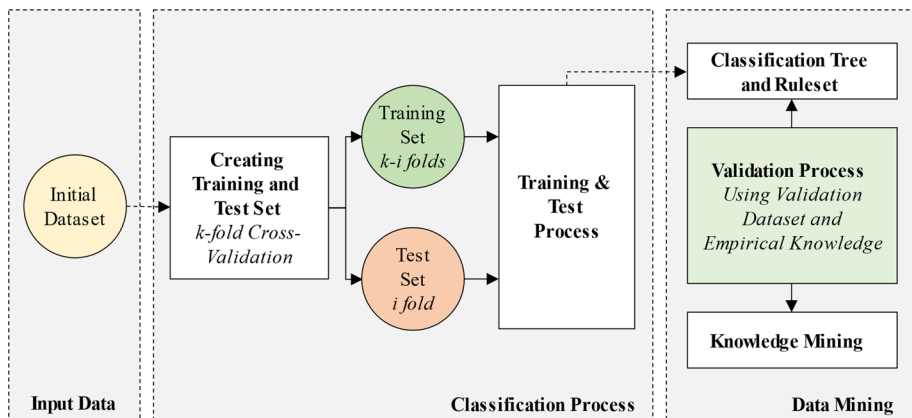 Initial
Dataset
Input Data
Creating
Training and
Test Set
k-fold Cross-
Validation
Training
Set
k-i folds
Test
Set
i fold
Training &
Test
Process
Classification Process
Classification Tree
and Ruleset
Validation Process
Using Validation
Dataset and
Empirical Knowledge
Knowledge Mining
Data Mining